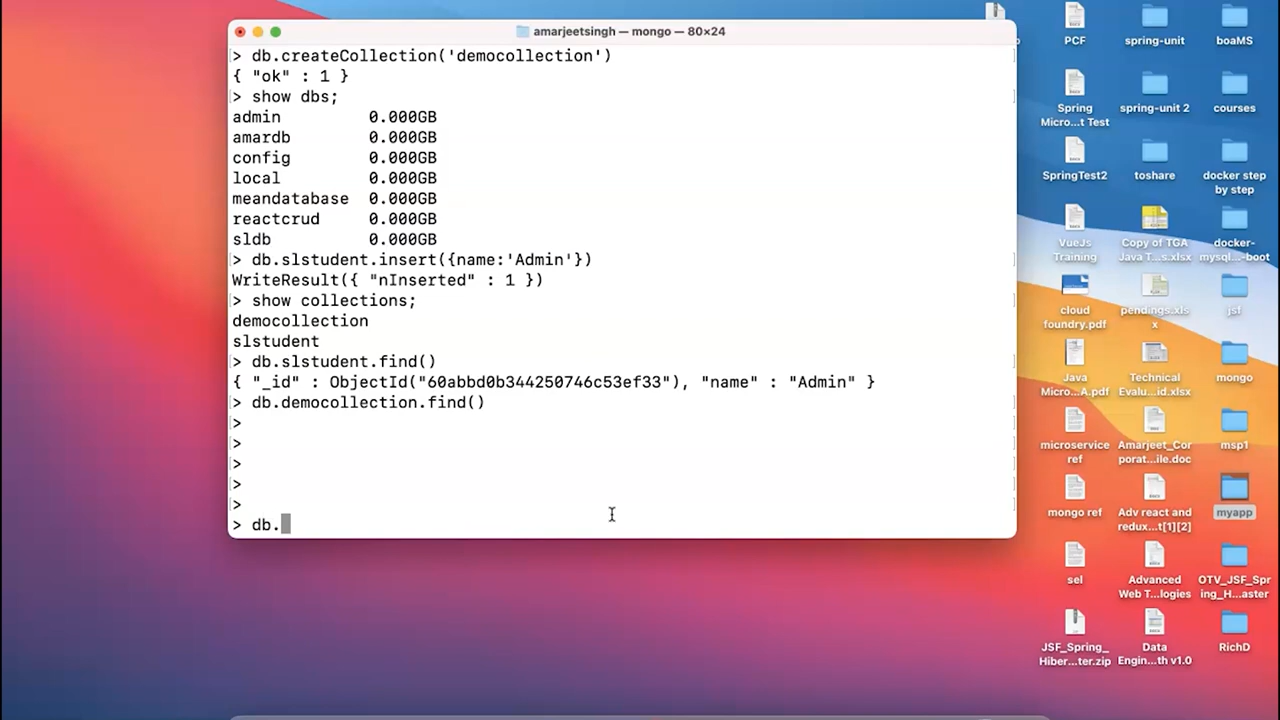 amarjeetsingh — mongo — 80×24
> db.createCollection('democollection')
{ "ok" : 1 }
> show dbs;
admin 0.000GB
amardb 0.000GB
config 0.000GB
local 0.000GB
meandatabase 0.000GB
reactcrud 0.000GB
sldb 0.000GB
> db.slstudent.insert({name:'Admin'})
WriteResult({ "nInserted" : 1 })
> show collections;
democollection
slstudent
> db.slstudent.find()
{ "_id" : ObjectId("60abbd0b344250746c53ef33"), "name" : "Admin" }
> db.democollection.find()
>
>
>
>
>
> db.
PCF
spring-unit
boaMS
Spring
Micro...t Test
spring-unit 2
courses
SpringTest2
toshare
docker step
by step
VueJs
Training
Copy of TGA
Java T...s.xlsx
docker-
mysql...-boot
cloud
foundry.pdf
pendings.xls
x
jsf
Java
Micro...A.pdf
Technical
Evalu...id.xlsx
mongo
microservice
ref
Amarjeet_Cor
porat...ile.doc
msp1
mongo ref
Adv react and
redux...t[1][2]
myapp
sel
Advanced
Web T...logies
OTV_JSF_Spr
ing_H...aster
JSF_Spring_
Hiber...ter.zip
Data
Engin...th v1.0
RichD